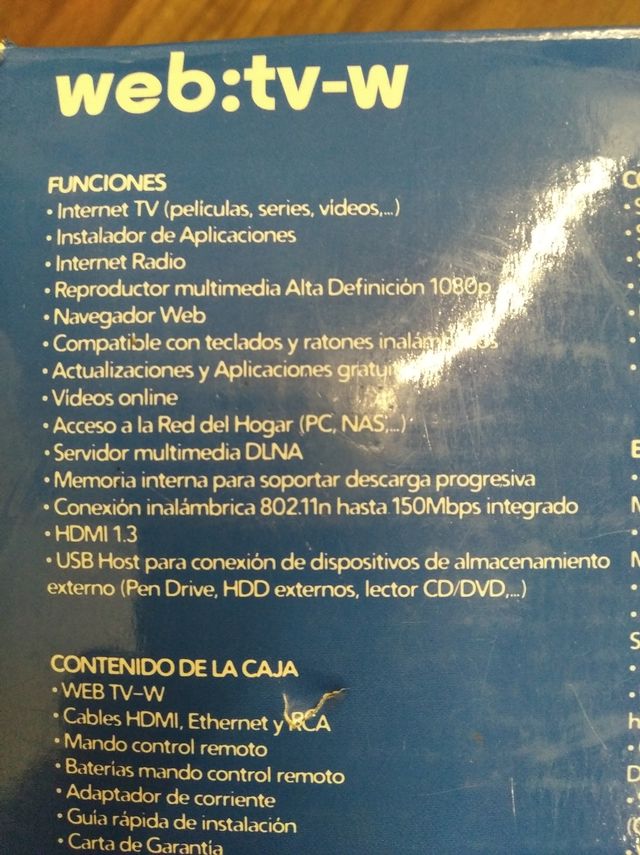 web:tv-w
FUNCIONES
• Internet TV (películas, series, vídeos,...)
• Instalador de Aplicaciones
• Internet Radio
• Reproductor multimedia Alta Definición 1080p
• Navegador Web
• Compatible con teclados y ratones inalámbricos
• Actualizaciones y Aplicaciones
• Vídeos online
• Acceso a la Red del Hogar (PC, NAS,...)
• Servidor multimedia DLNA
• Memoria interna para soportar descarga progresiva
• Conexión inalámbrica 802.11n hasta 150Mbps integrado
• HDMI 1.3
• USB Host para conexión de dispositivos de almacenamiento
externo (Pen Drive, HDD externos, lector CD/DVD,...)
CONTENIDO DE LA CAJA
• WEB TV-W
• Cables HDMI, Ethernet y RCA
• Mando control remoto
• Baterías mando control remoto
• Adaptador de corriente
• Guía rápida de instalación
• Carta de Garantía